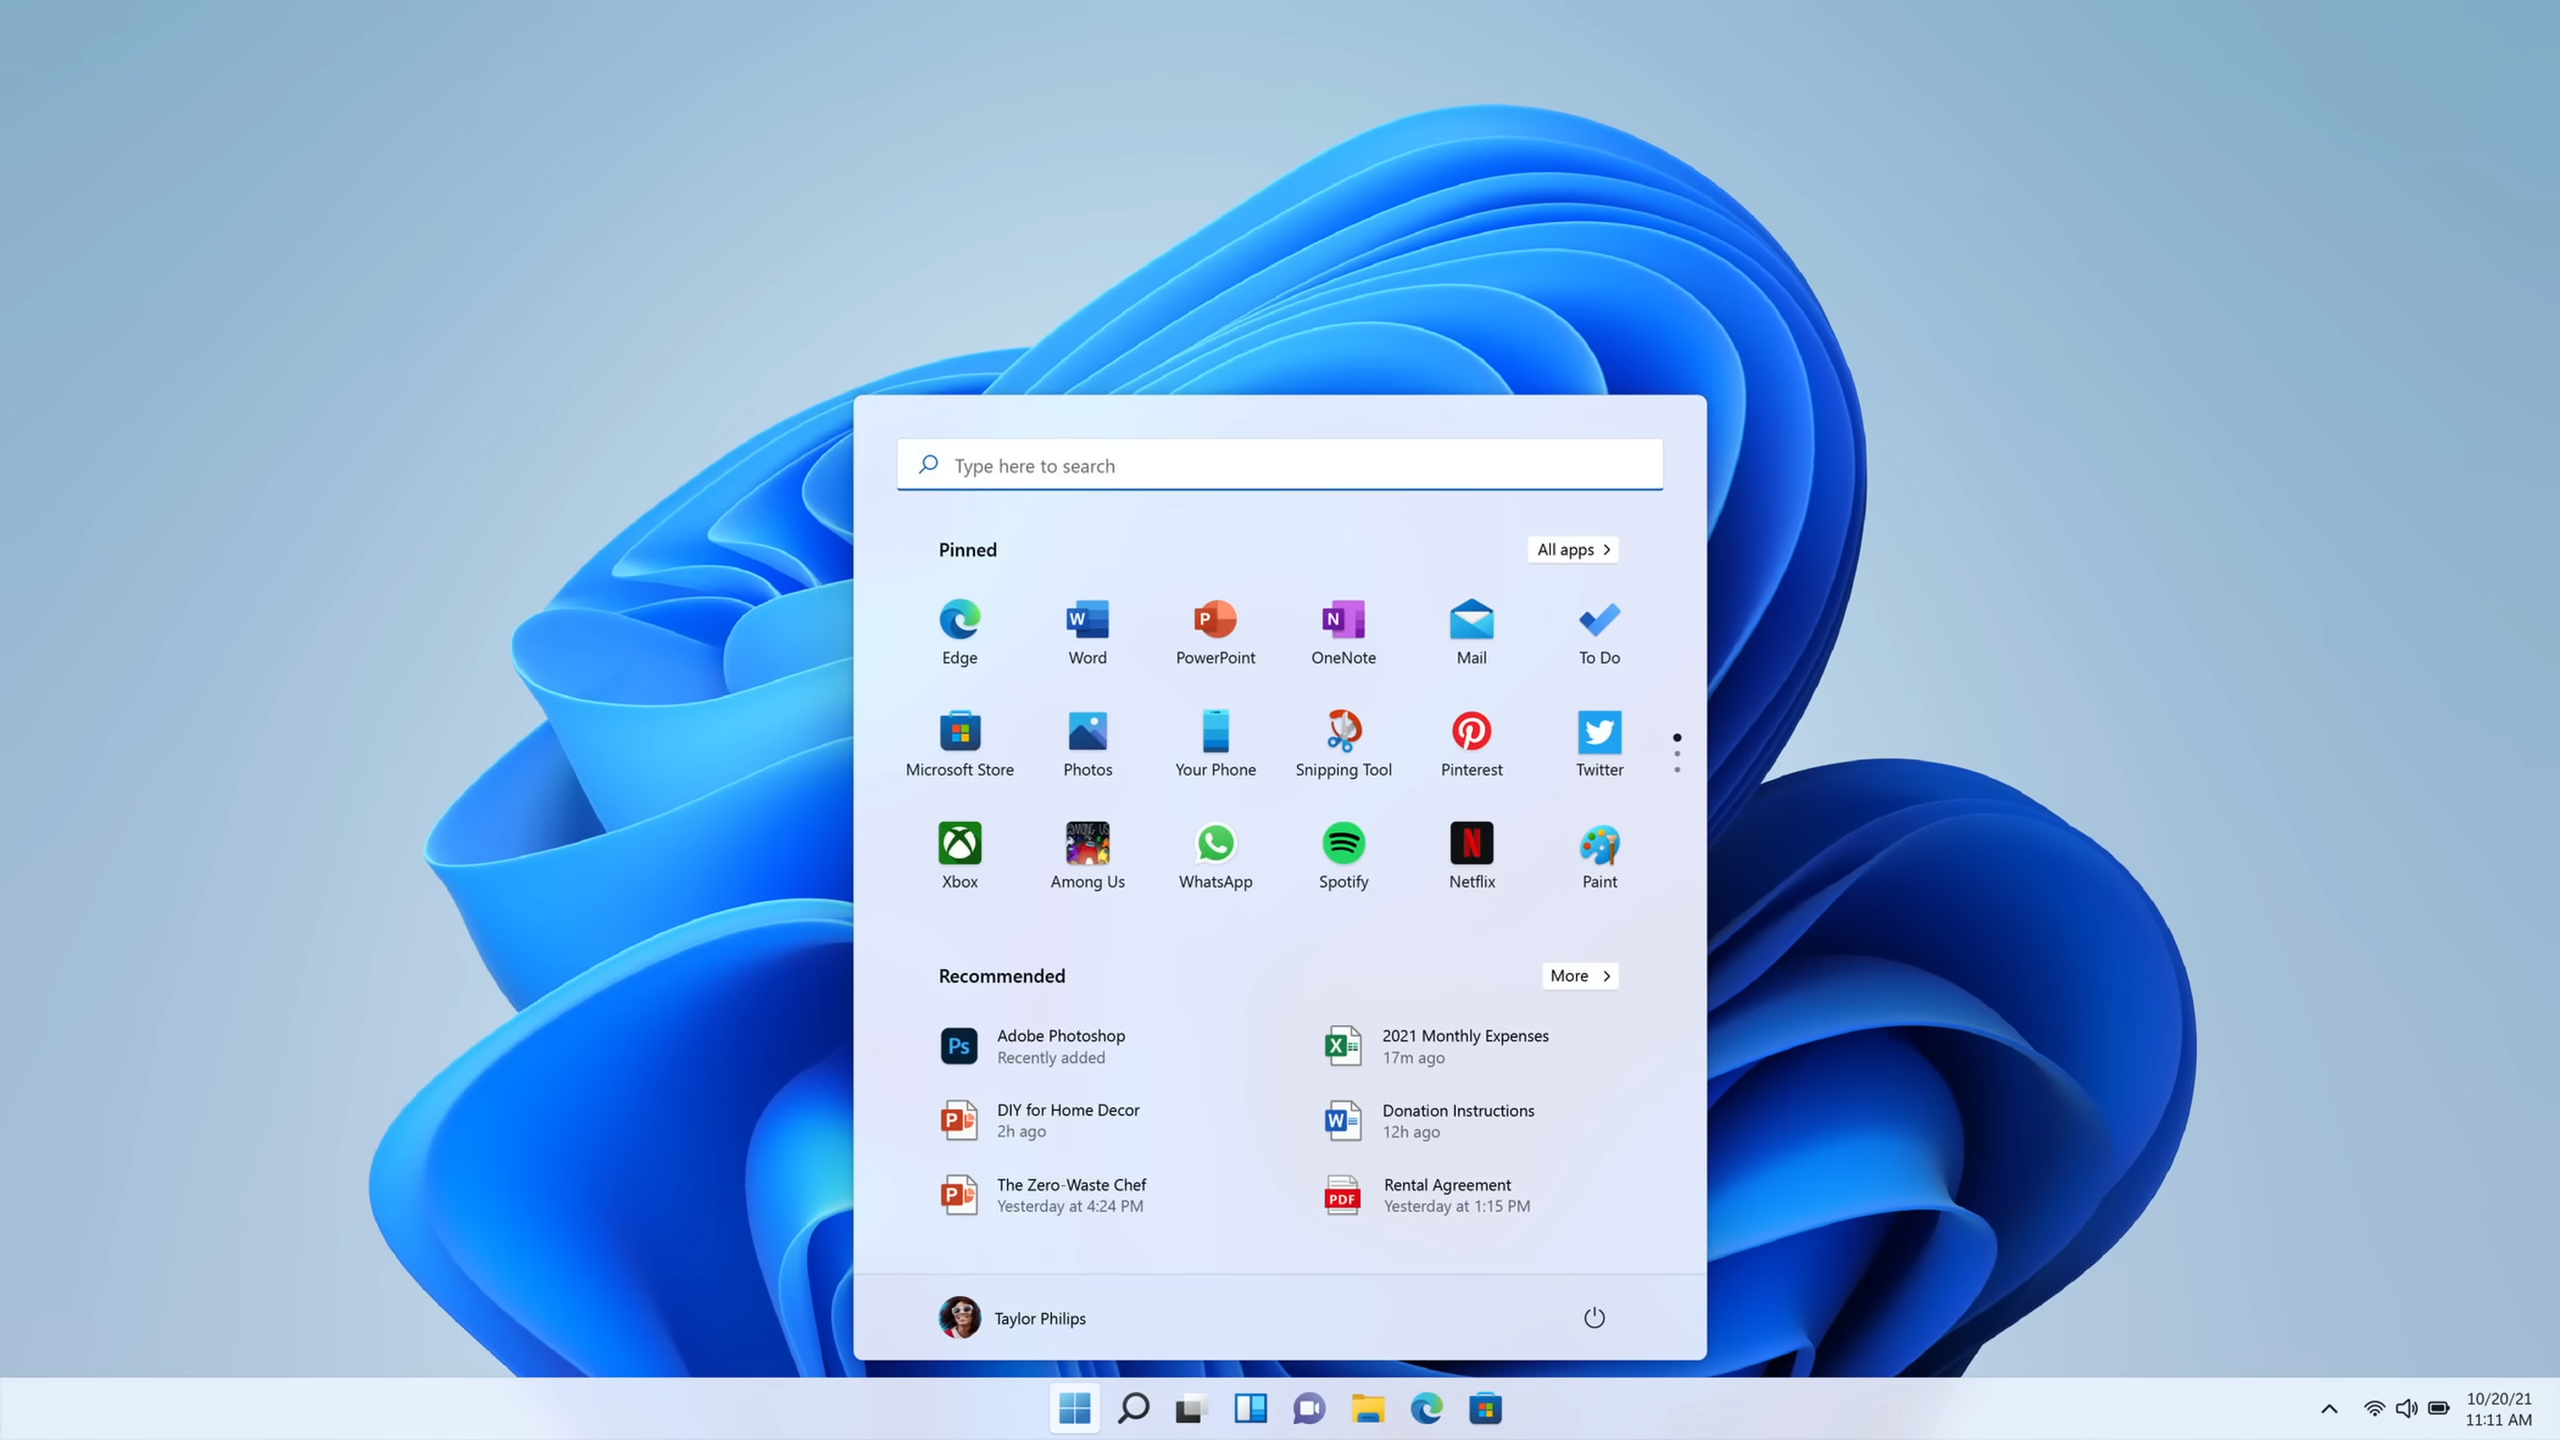 Type here to search
Pinned
All apps
Edge
Word
PowerPoint
OneNote
Mail
To Do
Microsoft Store
Photos
Your Phone
Snipping Tool
Pinterest
Twitter
Xbox
Among Us
WhatsApp
Spotify
Netflix
Paint
Recommended
More
Ps
Adobe Photoshop
Recently added
2021 Monthly Expenses
17m ago
DIY for Home Decor
2h ago
Donation Instructions
12h ago
The Zero-Waste Chef
Yesterday at 4:24 PM
PDF
Rental Agreement
Yesterday at 1:15 PM
Taylor Philips
10/20/21
11:11 AM